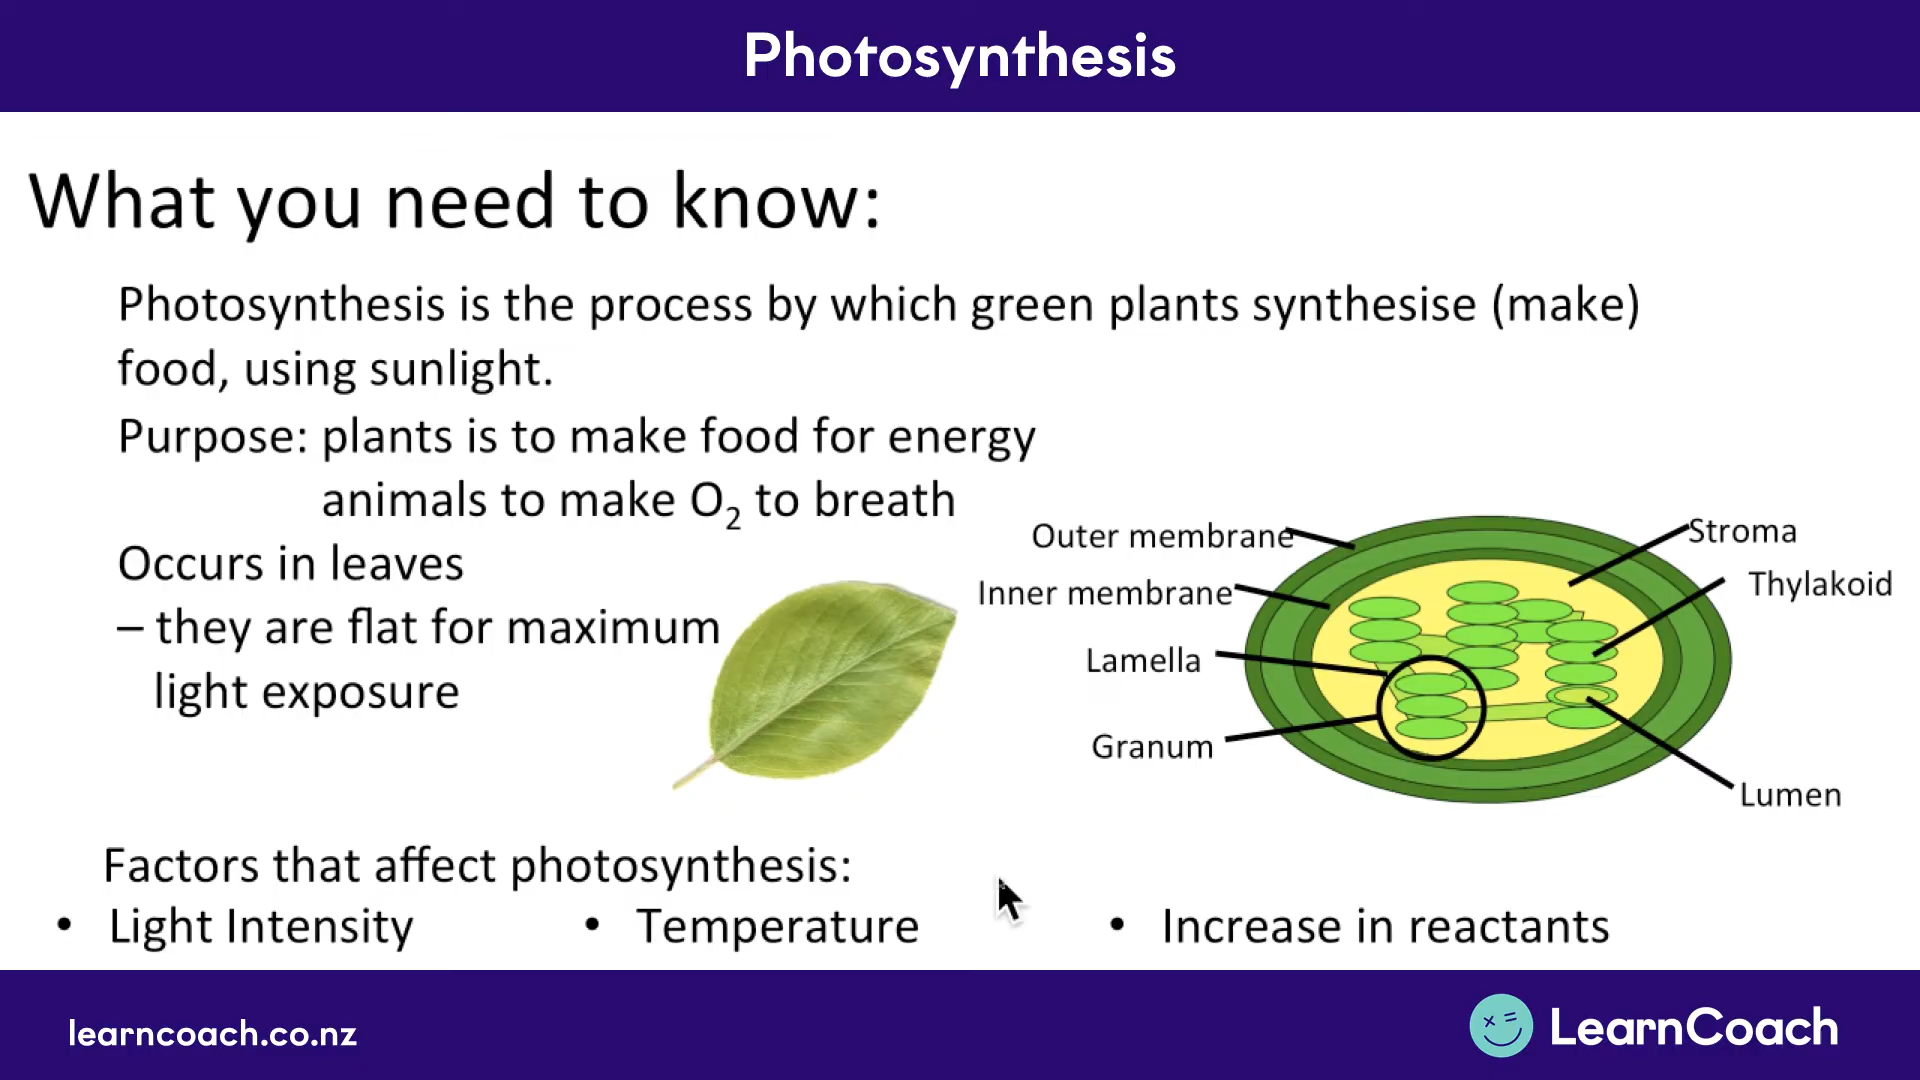 Photosynthesis
What you need to know:
Photosynthesis is the process by which green plants synthesise (make)
food, using sunlight.
Purpose: plants is to make food for energy
animals to make O₂ to breath
Occurs in leaves
– they are flat for maximum
light exposure
Outer membrane
Inner membrane
Lamella
Granum
Stroma
Thylakoid
Lumen
Factors that affect photosynthesis:
• Light Intensity • Temperature • Increase in reactants
learncoach.co.nz
LearnCoach